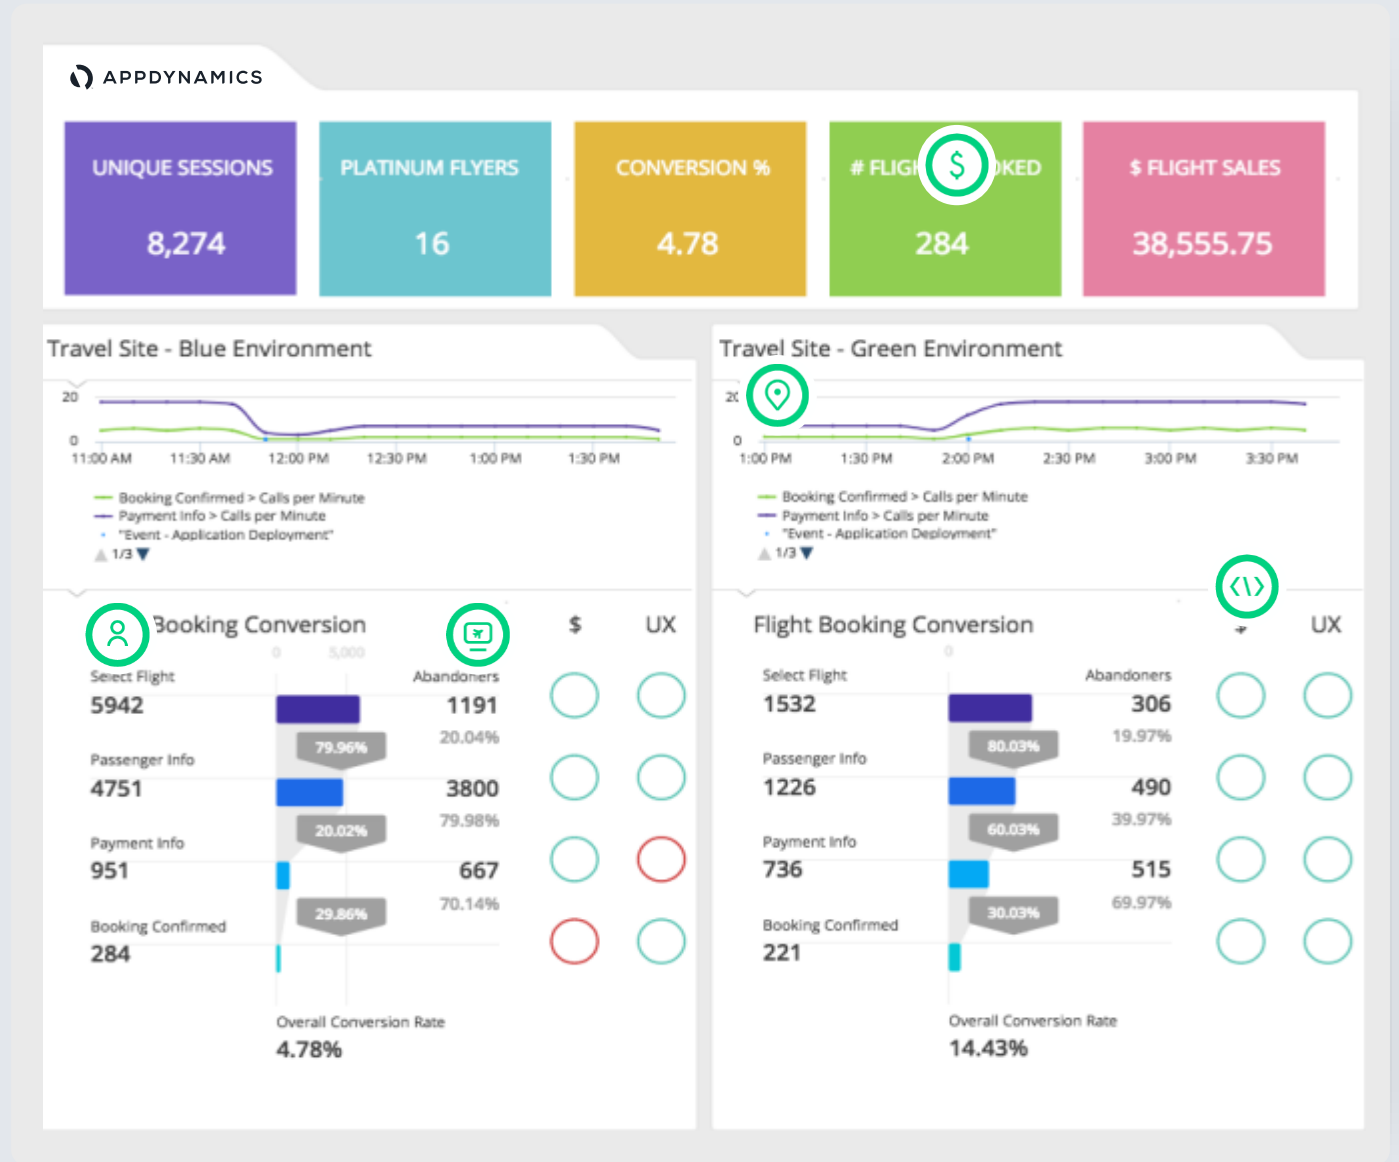 APPDYNAMICS
UNIQUE SESSIONS
8,274
PLATINUM FLYERS
16
CONVERSION %
4.78
# FLIGH OKED
$
284
$ FLIGHT SALES
38,555.75
Travel Site - Blue Environment
20
0
11:00 AM 11:30 AM 12:00 PM 12:30 PM 1:00 PM 1:30 PM
Booking Confirmed > Calls per Minute
Payment Info > Calls per Minute
"Event - Application Deployment"
1/3
Booking Conversion $ UX
0 5,000
Select Flight Abandoners
5942 1191
79.96% 20.04%
Passenger Info
4751 3800
20.02% 79.98%
Payment Info
951 667
29.86% 70.14%
Booking Confirmed
284
Overall Conversion Rate
4.78%
Travel Site - Green Environment
20
0
1:00 PM 1:30 PM 2:00 PM 2:30 PM 3:00 PM 3:30 PM
Booking Confirmed > Calls per Minute
Payment Info > Calls per Minute
"Event - Application Deployment"
1/3
Flight Booking Conversion UX
0
Select Flight Abandoners
1532 306
80.03% 19.97%
Passenger Info
1226 490
60.03% 39.97%
Payment Info
736 515
30.03% 69.97%
Booking Confirmed
221
Overall Conversion Rate
14.43%